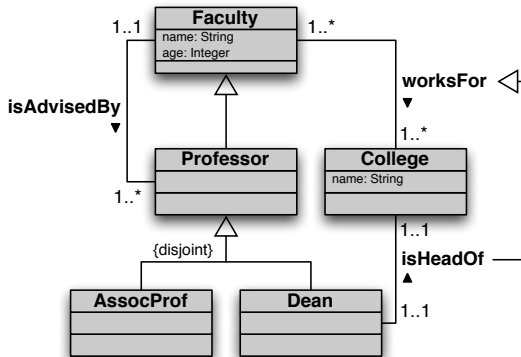 Faculty
name: String
age: Integer
1..1
1..*
isAdvisedBy
worksFor
1..*
1..*
Professor
College
name: String
{disjoint}
1..1
isHeadOf
AssocProf
Dean
1..1